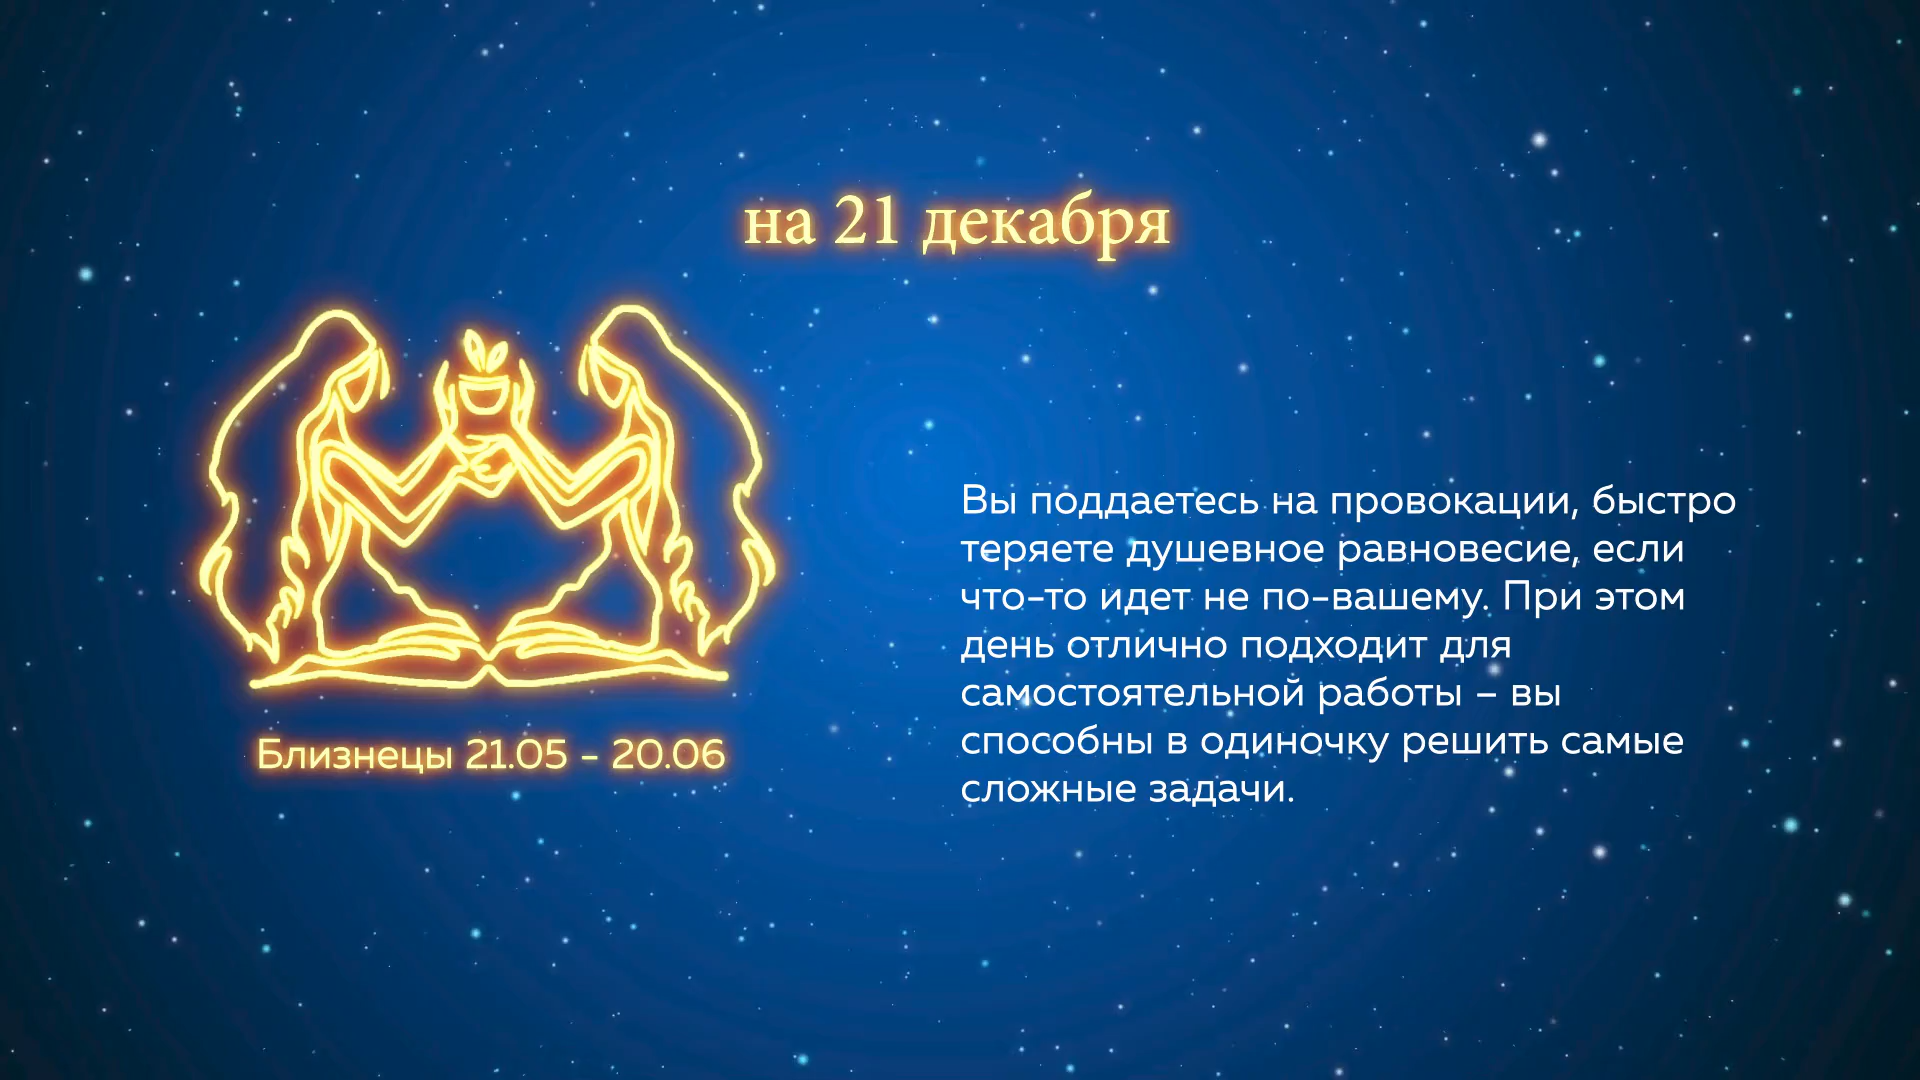 на 21 декабря
Близнецы 21.05 - 20.06
Вы поддаетесь на провокации, быстро
теряете душевное равновесие, если
что-то идет не по-вашему. При этом
день отлично подходит для
самостоятельной работы – вы
способны в одиночку решить самые
сложные задачи.